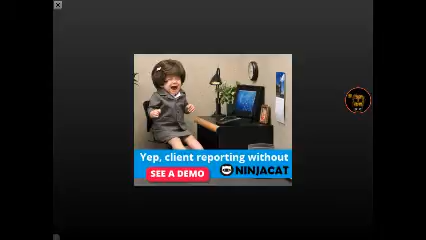 Yep, client reporting without
SEE A DEMO
NINJACAT